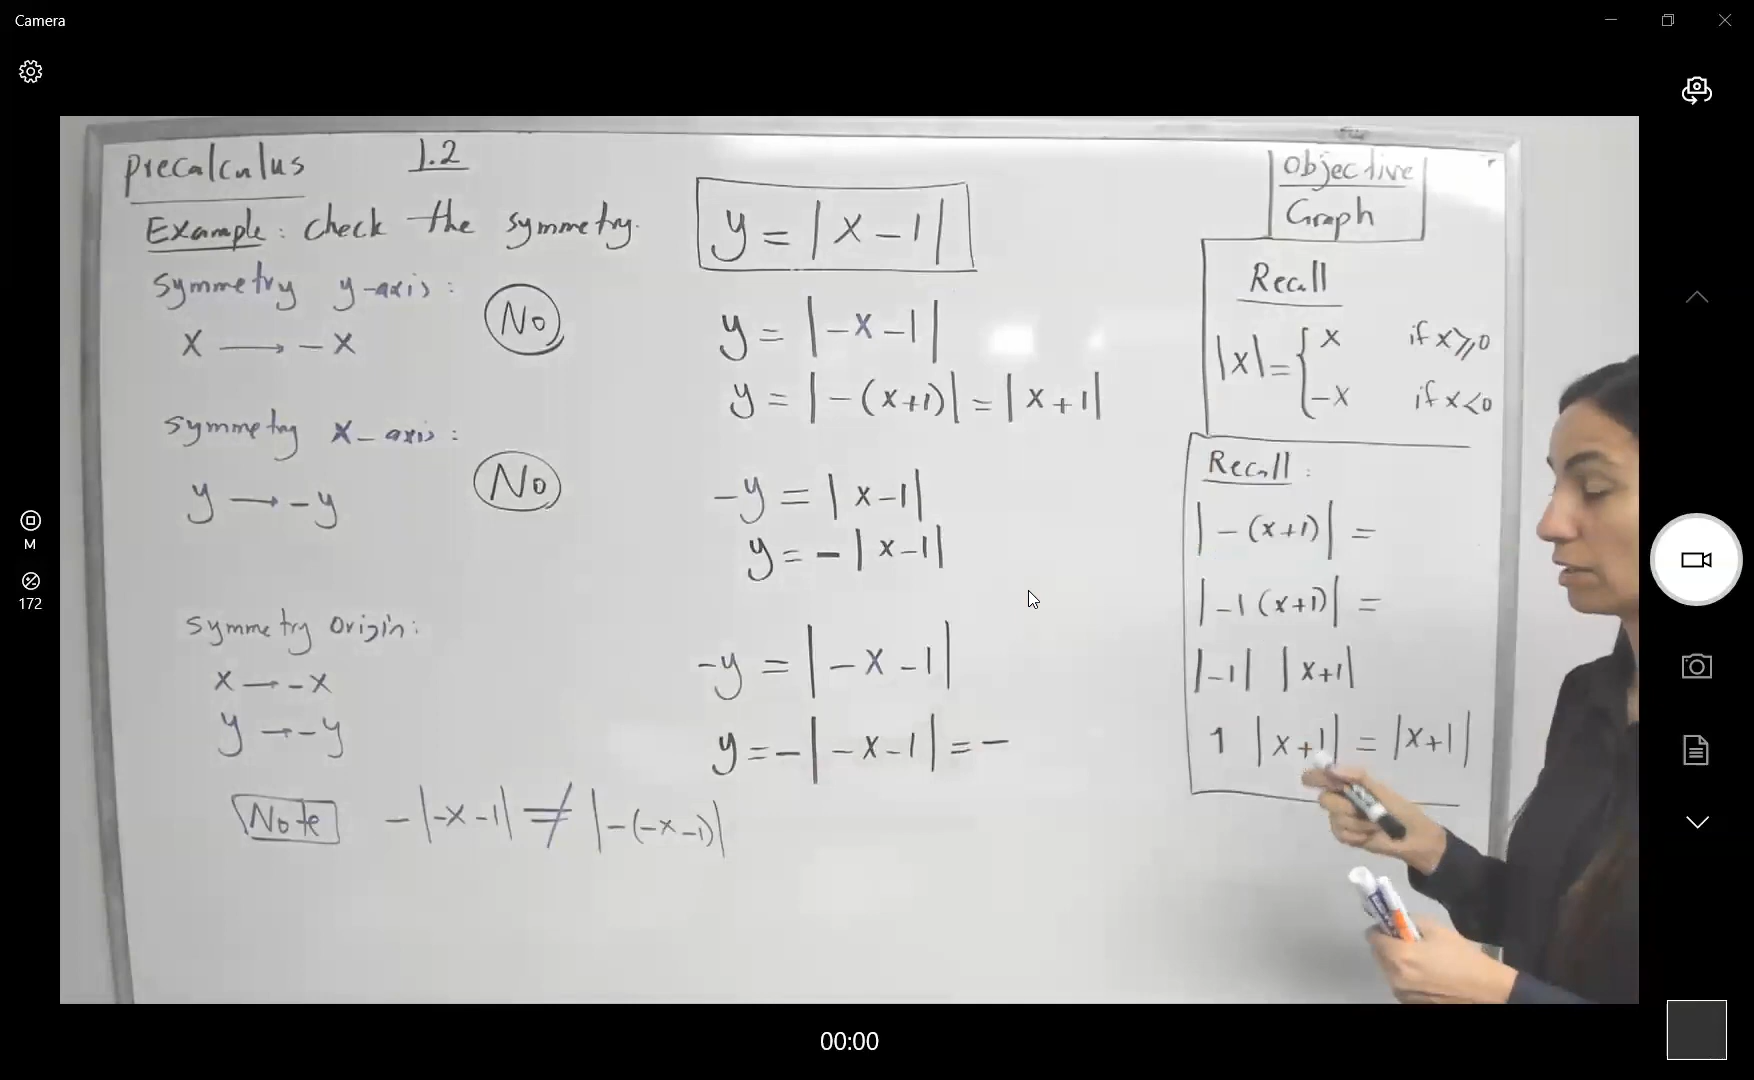 Camera
precalculus 1.2
Example: check the symmetry.
y = |x-1|
symmetry y-axis:
x → -x
No
y = |-x-1|
y = |-(x+1)| = |x+1|
symmetry x-axis:
y → -y
No
-y = |x-1|
y = -|x-1|
symmetry origin:
x → -x
y → -y
-y = |-x-1|
y = -|-x-1| = -
Note -|-x-1| ≠ |-(-x-1)|
Objective
Graph
Recall
|x| = { x if x ⩾ 0
-x if x < 0
Recall:
|-(x+1)| =
|-1(x+1)| =
|-1| |x+1|
1 |x+1| = |x+1|
M
172
00:00